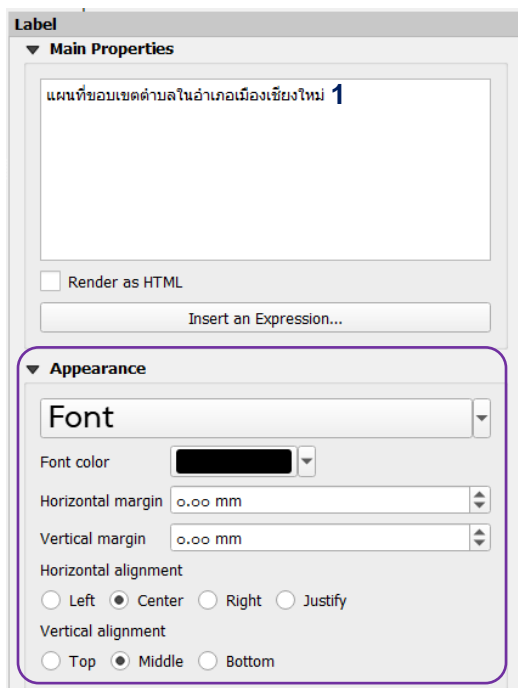 Label
Main Properties
แผนที่ขอบเขตตำบลในอำเภอเมืองเชียงใหม่ 1
Render as HTML
Insert an Expression...
Appearance
Font
Font color
Horizontal margin 0.00 mm
Vertical margin 0.00 mm
Horizontal alignment
Left Center Right Justify
Vertical alignment
Top Middle Bottom